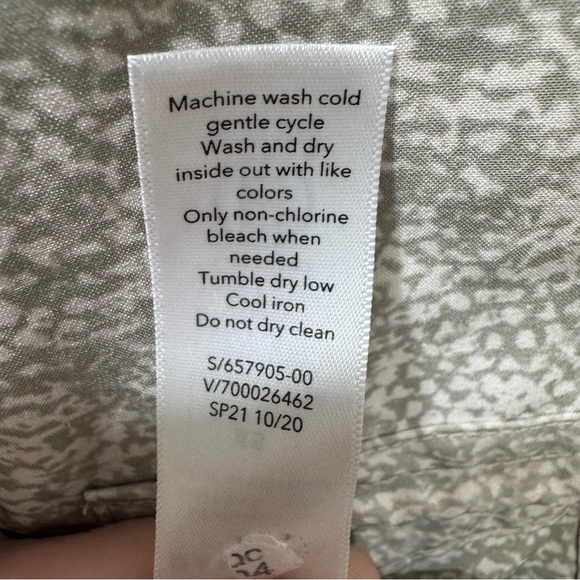 Machine wash cold
gentle cycle
Wash and dry
inside out with like
colors
Only non-chlorine
bleach when
needed
Tumble dry low
Cool iron
Do not dry clean
S/657905-00
V/700026462
SP21 10/20